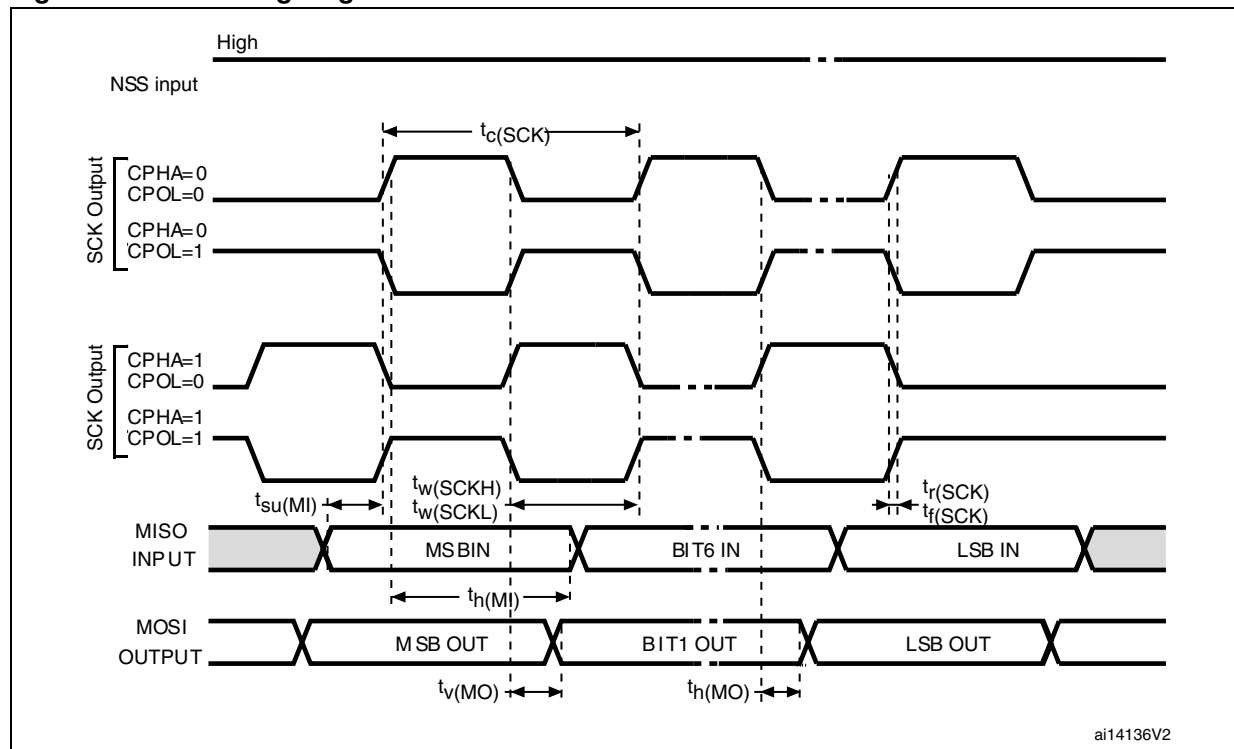 High
NSS input
tc(SCK)
SCK Output
CPHA=0
CPOL=0
CPHA=0
CPOL=1
SCK Output
CPHA=1
CPOL=0
CPHA=1
CPOL=1
tsu(MI)
tw(SCKH)
tw(SCKL)
tr(SCK)
tf(SCK)
MISO
INPUT
MSBIN
BIT6 IN
LSB IN
th(MI)
MOSI
OUTPUT
MSB OUT
BIT1 OUT
LSB OUT
tv(MO)
th(MO)
ai14136V2